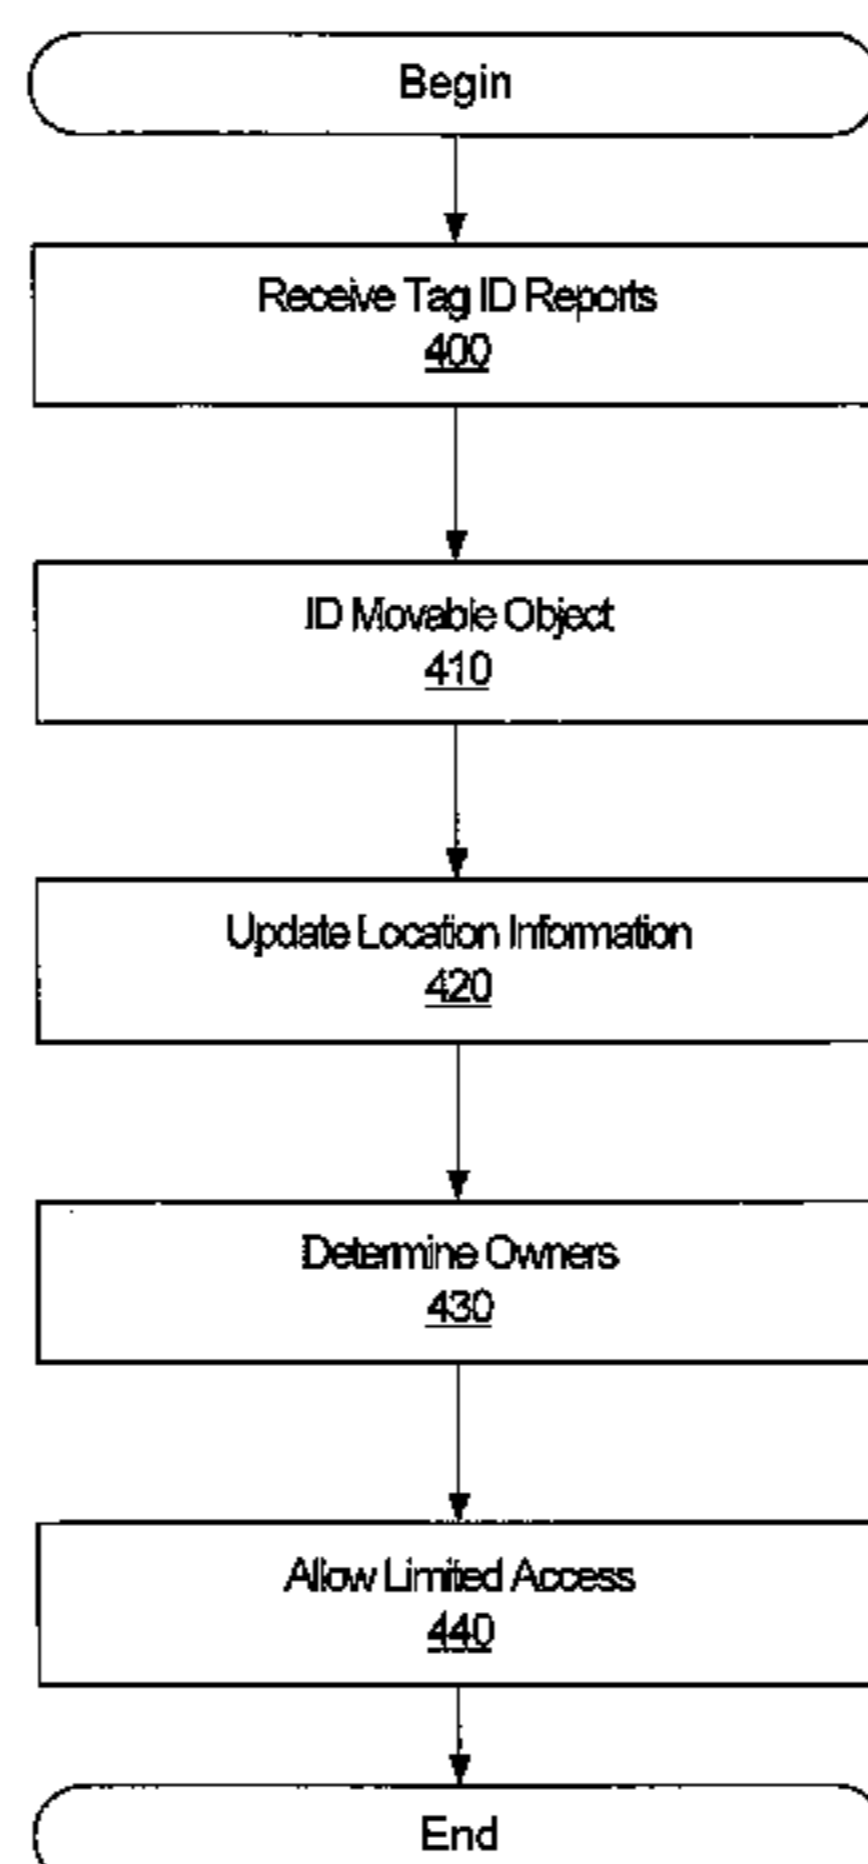 Begin
Receive Tag ID Reports
400
ID Movable Object
410
Update Location Information
420
Determine Owners
430
Allow Limited Access
440
End